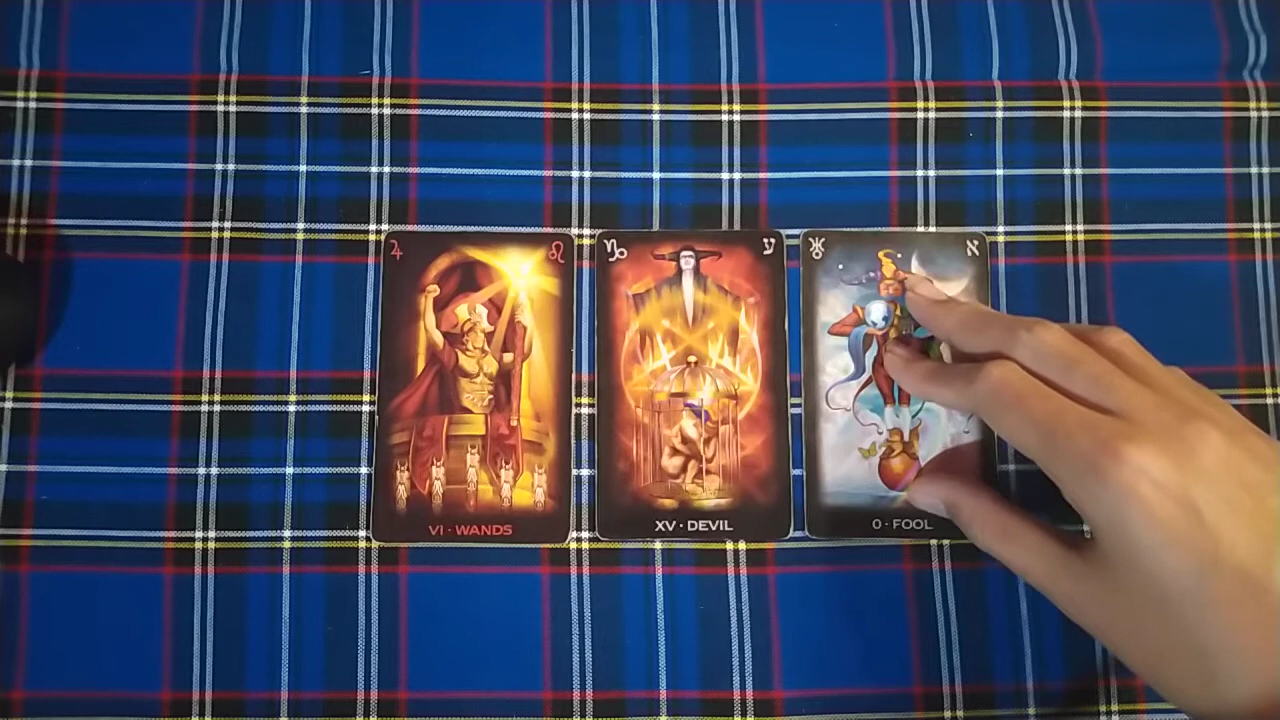 ♃ ♌
VI · WANDS
♑ ע
XV · DEVIL
♅ א
0 · FOOL